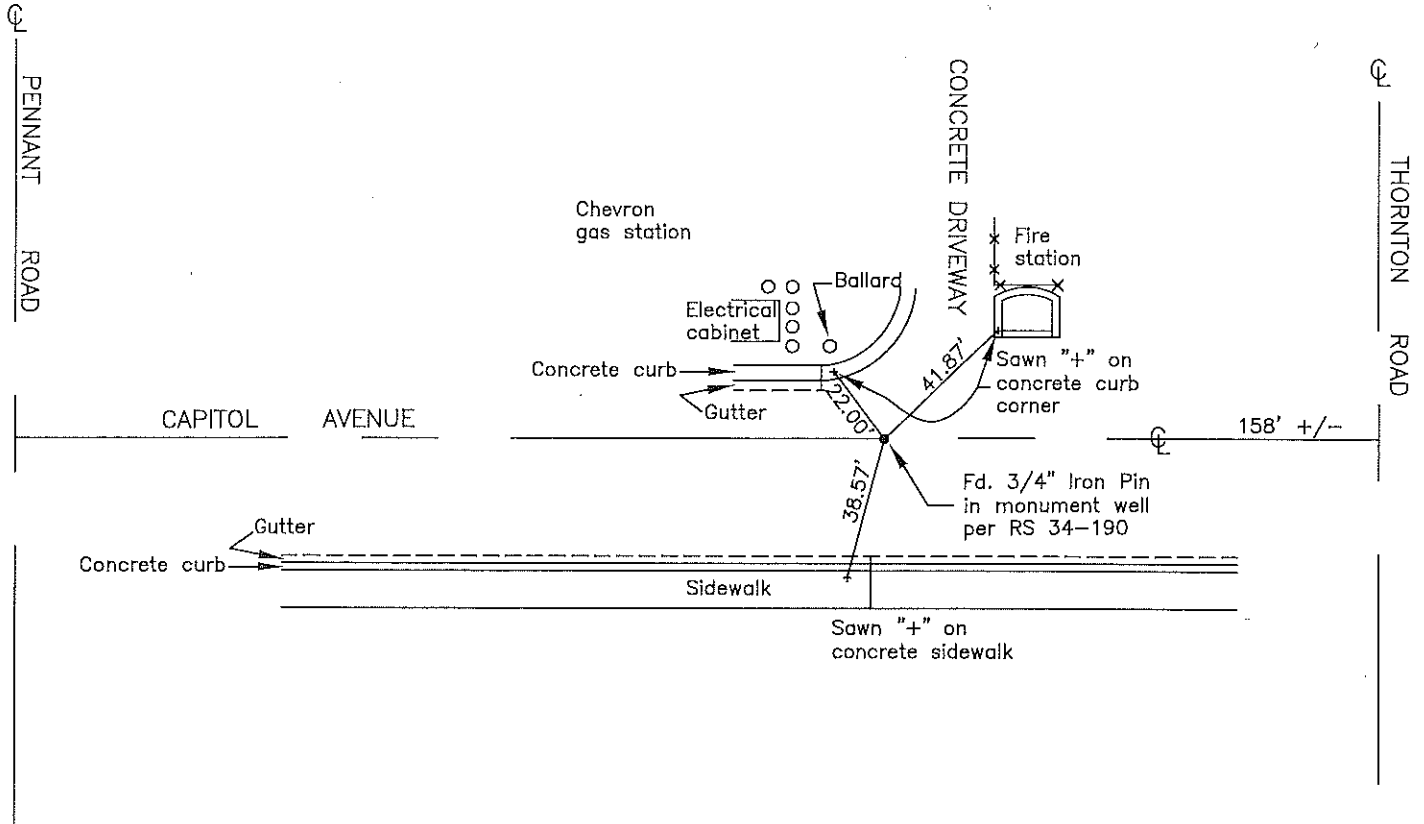 ℄
℄
PENNANT ROAD
CONCRETE DRIVEWAY
THORNTON ROAD
Chevron
gas station
Fire
station
Ballard
Electrical
cabinet
41.87'
Concrete curb
Sawn "+" on
concrete curb
corner
22.00'
Gutter
CAPITOL AVENUE
℄
158' +/-
Fd. 3/4" Iron Pin
in monument well
per RS 34-190
38.57'
Gutter
Concrete curb
Sidewalk
Sawn "+" on
concrete sidewalk